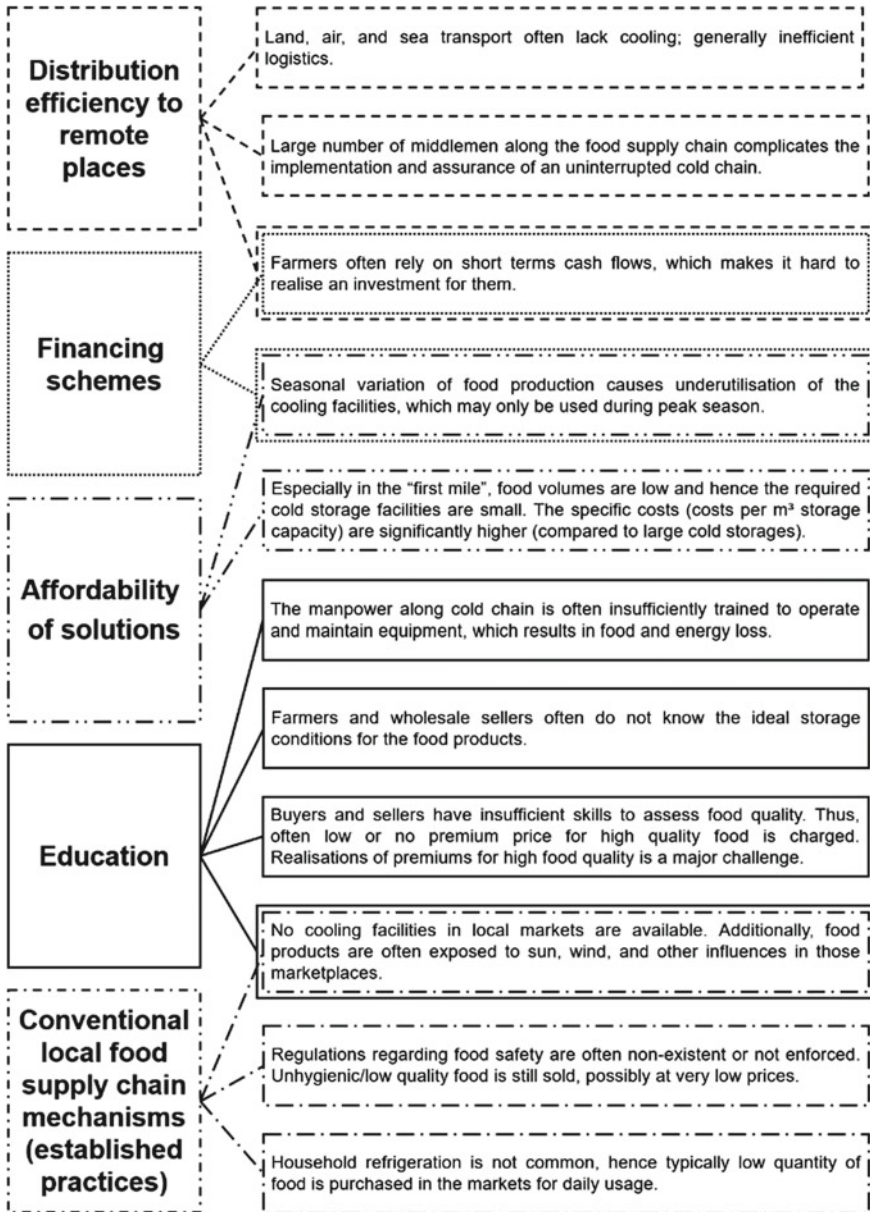 Distribution
efficiency to
remote
places
Land, air, and sea transport often lack cooling; generally inefficient
logistics.
Large number of middlemen along the food supply chain complicates the
implementation and assurance of an uninterrupted cold chain.
Farmers often rely on short terms cash flows, which makes it hard to
realise an investment for them.
Financing
schemes
Seasonal variation of food production causes underutilisation of the
cooling facilities, which may only be used during peak season.
Especially in the “first mile”, food volumes are low and hence the required
cold storage facilities are small. The specific costs (costs per m³ storage
capacity) are significantly higher (compared to large cold storages).
Affordability
of solutions
The manpower along cold chain is often insufficiently trained to operate
and maintain equipment, which results in food and energy loss.
Farmers and wholesale sellers often do not know the ideal storage
conditions for the food products.
Education
Buyers and sellers have insufficient skills to assess food quality. Thus,
often low or no premium price for high quality food is charged.
Realisations of premiums for high food quality is a major challenge.
No cooling facilities in local markets are available. Additionally, food
products are often exposed to sun, wind, and other influences in those
marketplaces.
Conventional
local food
supply chain
mechanisms
(established
practices)
Regulations regarding food safety are often non-existent or not enforced.
Unhygienic/low quality food is still sold, possibly at very low prices.
Household refrigeration is not common, hence typically low quantity of
food is purchased in the markets for daily usage.